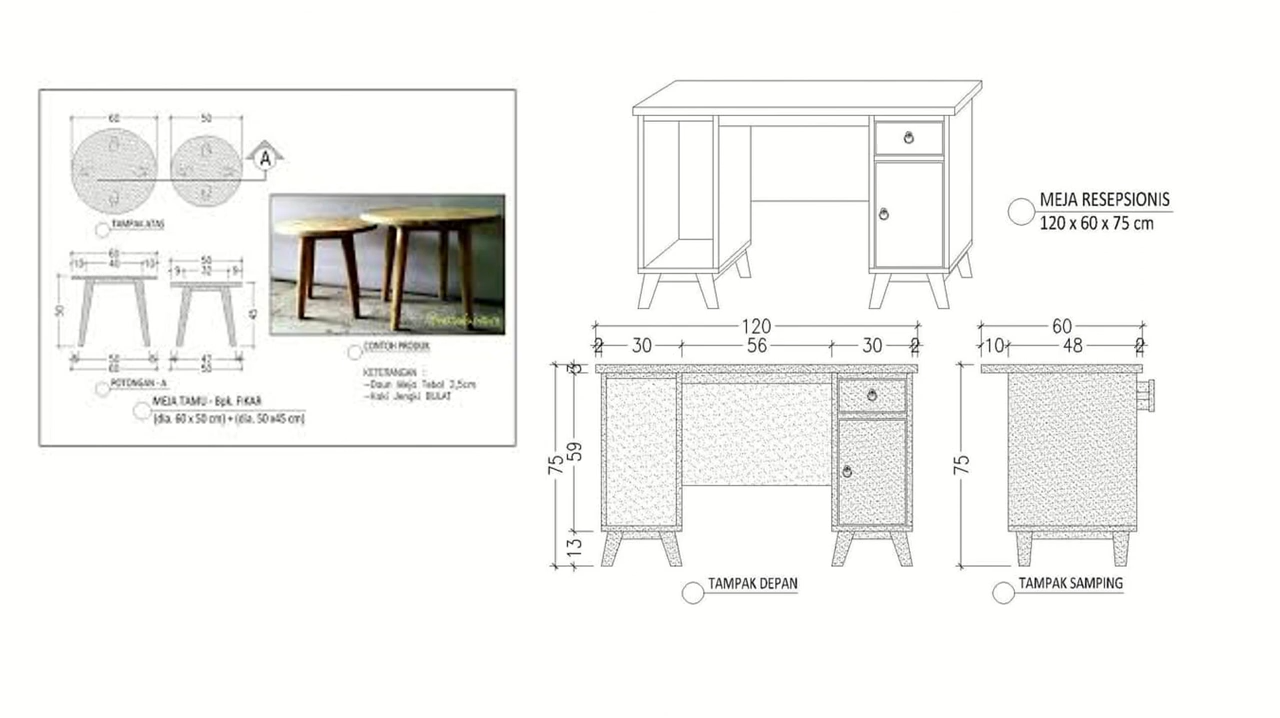 60
50
A
TAMPAK ATAS
60
10
40
10
50
9
32
9
50
45
50
60
43
50
POTONGAN - A
MEJA TAMU - Bpk. FIKAR
(dia. 60 x 50 cm) + (dia. 50 x45 cm)
CONTOH PRODUK
KETERANGAN :
-Daun Meja Tebal 2,5cm
-Kaki Jengki BULAT
MEJA RESEPSIONIS
120 x 60 x 75 cm
120
2
30
56
30
2
3
59
75
13
TAMPAK DEPAN
60
10
48
2
75
TAMPAK SAMPING